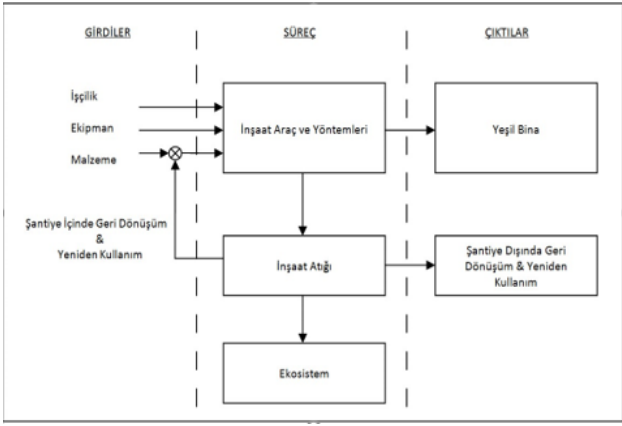 GİRDİLER
SÜREÇ
ÇIKTILAR
İşçilik
Ekipman
Malzeme
İnşaat Araç ve Yöntemleri
Yeşil Bina
Şantiye İçinde Geri Dönüşüm
&
Yeniden Kullanım
İnşaat Atığı
Şantiye Dışında Geri
Dönüşüm & Yeniden
Kullanım
Ekosistem